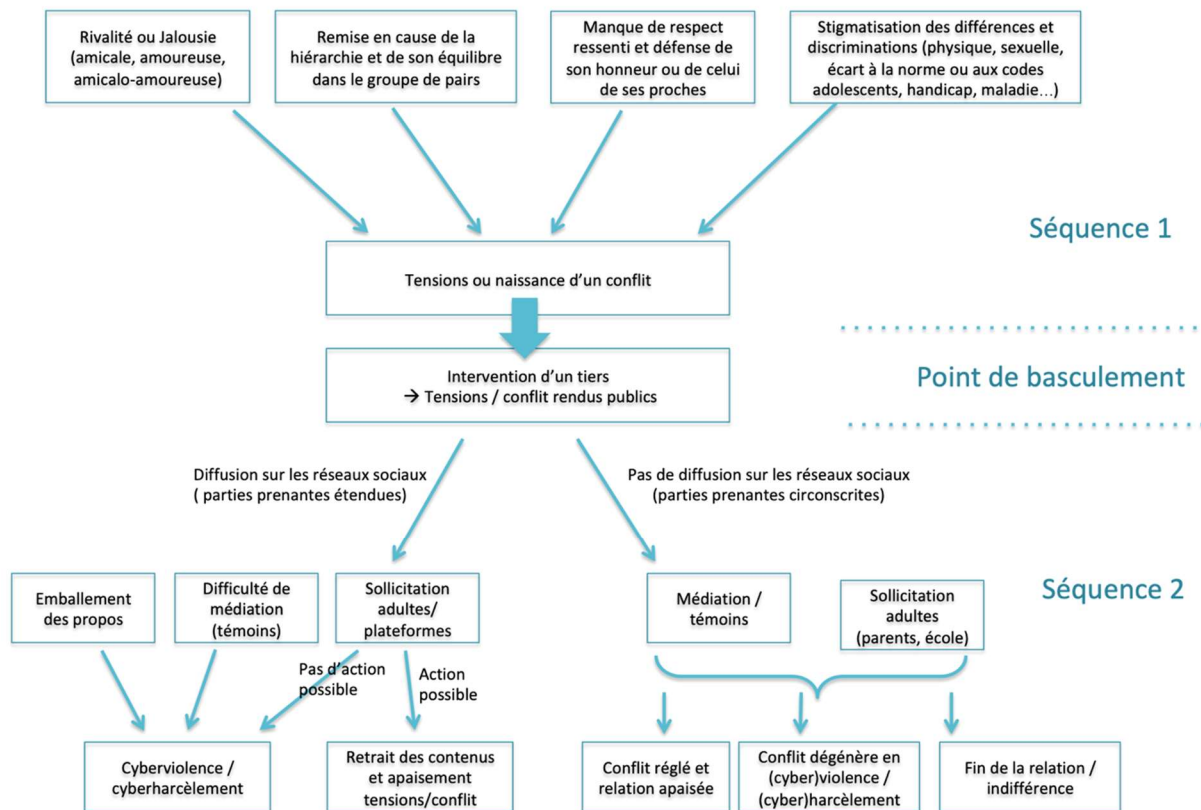 Rivalité ou Jalousie
(amicale, amoureuse,
amicalo-amoureuse)
Remise en cause de la
hiérarchie et de son équilibre
dans le groupe de pairs
Manque de respect
ressenti et défense de
son honneur ou de celui
de ses proches
Stigmatisation des différences et
discriminations (physique, sexuelle,
écart à la norme ou aux codes
adolescents, handicap, maladie…)
Séquence 1
Tensions ou naissance d’un conflit
Point de basculement
Intervention d’un tiers
→ Tensions / conflit rendus publics
Diffusion sur les réseaux sociaux
( parties prenantes étendues)
Pas de diffusion sur les réseaux sociaux
(parties prenantes circonscrites)
Séquence 2
Emballement
des propos
Difficulté de
médiation
(témoins)
Sollicitation
adultes/
plateformes
Médiation /
témoins
Sollicitation
adultes
(parents, école)
Pas d’action
possible
Action
possible
Cyberviolence /
cyberharcèlement
Retrait des contenus
et apaisement
tensions/conflit
Conflit réglé et
relation apaisée
Conflit dégénère en
(cyber)violence /
(cyber)harcèlement
Fin de la relation /
indifférence